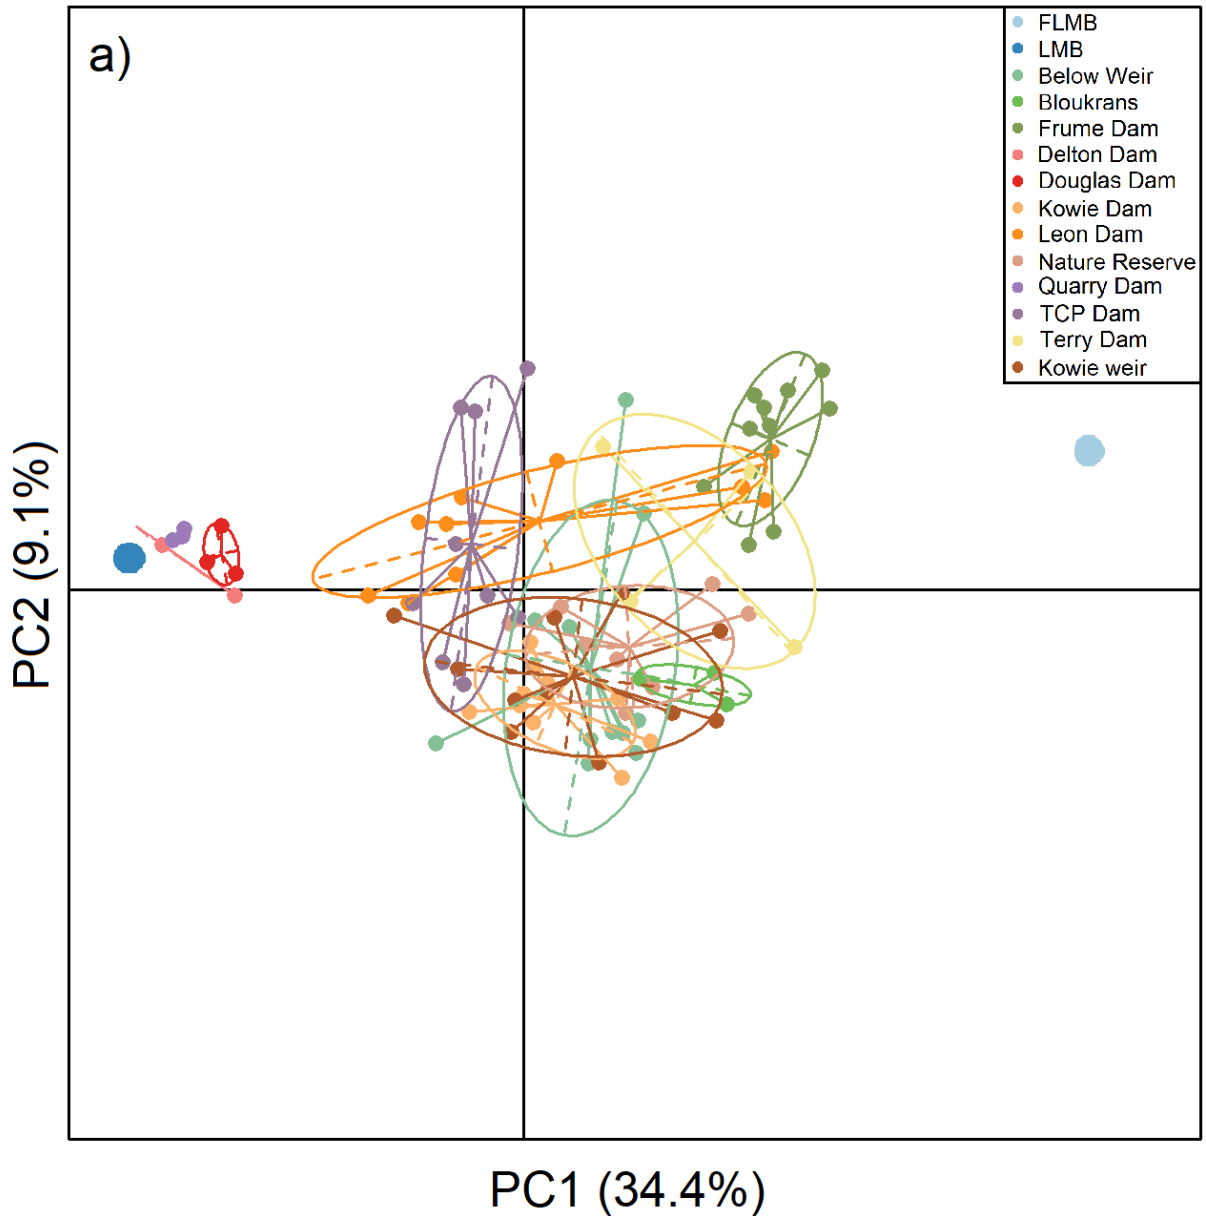 a)
FLMB
LMB
Below Weir
Bloukrans
Frume Dam
Delton Dam
Douglas Dam
Kowie Dam
Leon Dam
Nature Reserve
Quarry Dam
TCP Dam
Terry Dam
Kowie weir
PC2 (9.1%)
PC1 (34.4%)